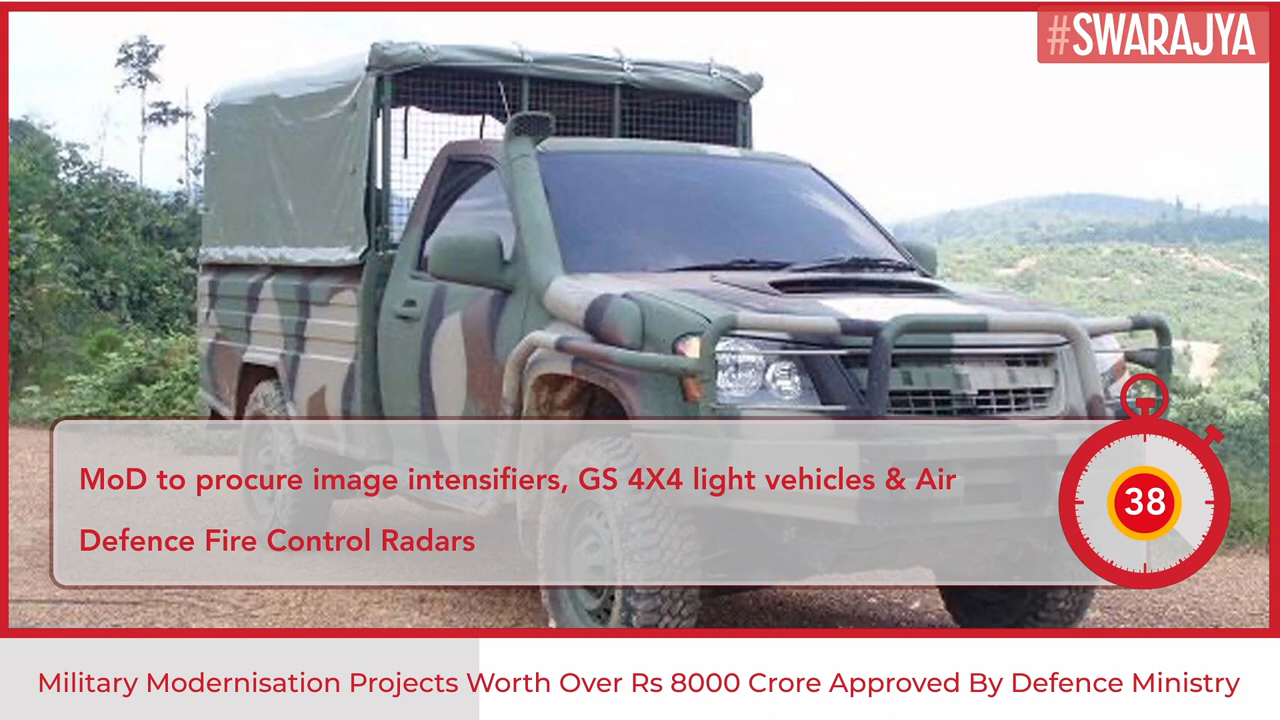 #SWARAJYA
MoD to procure image intensifiers, GS 4X4 light vehicles & Air
Defence Fire Control Radars
38
Military Modernisation Projects Worth Over Rs 8000 Crore Approved By Defence Ministry